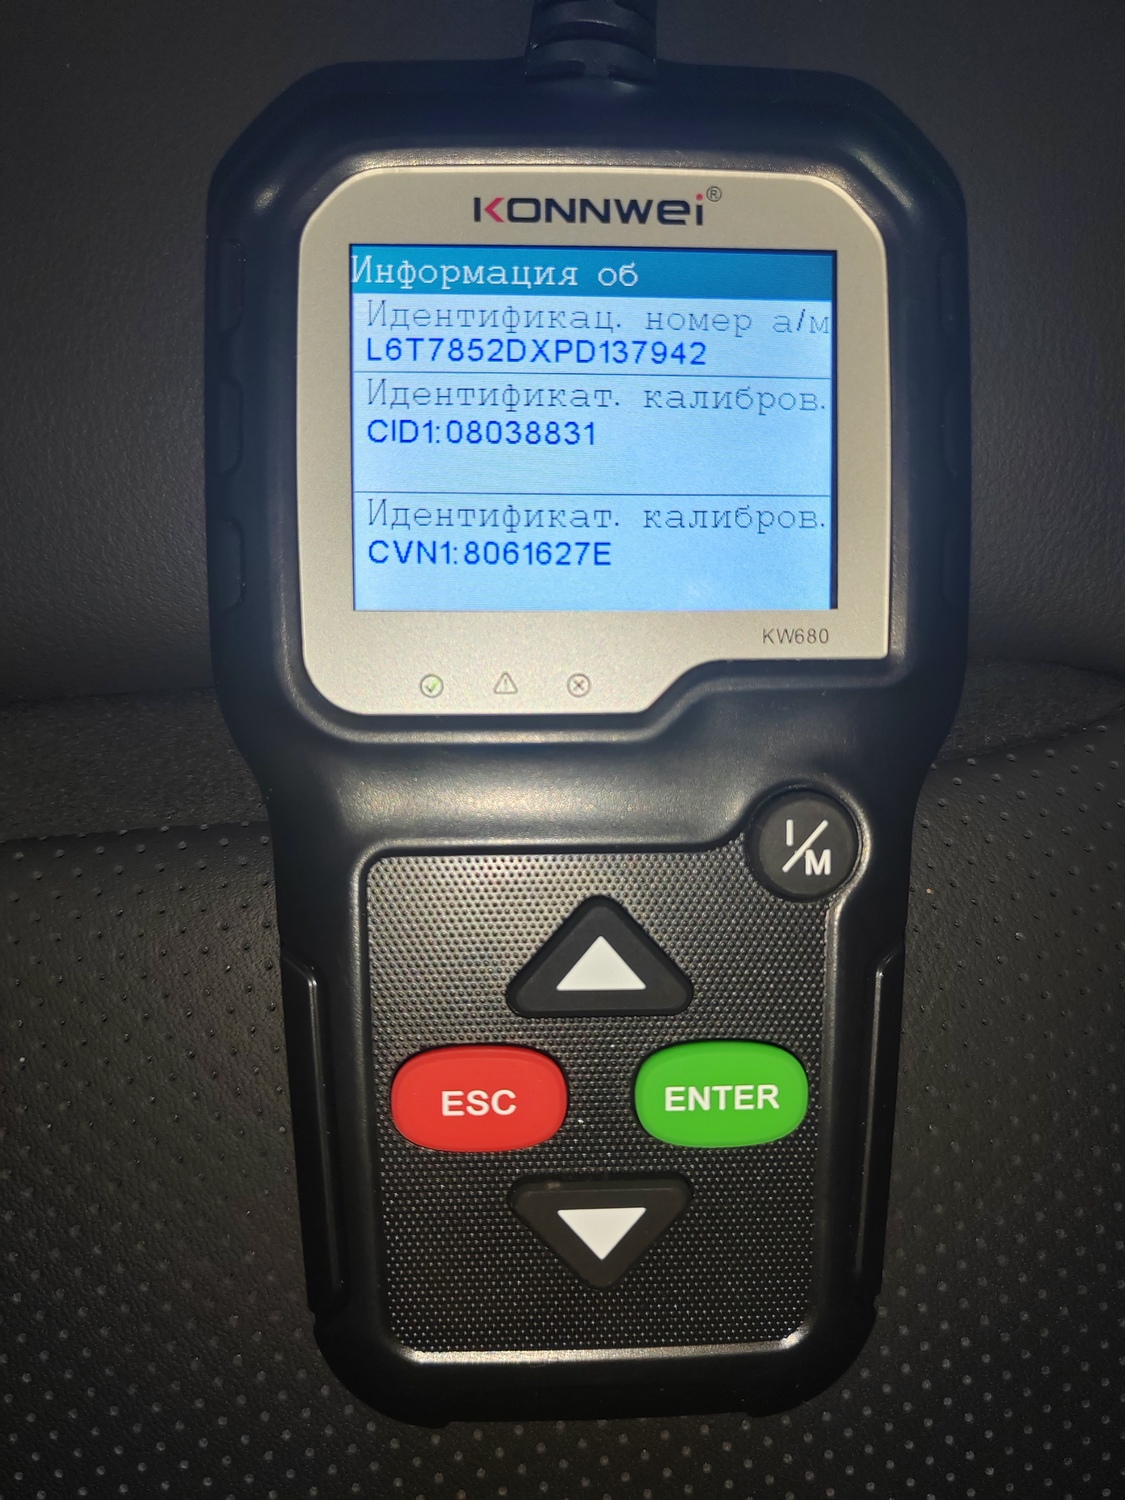 KONNWEI®
Информация об
Идентификац. номер а/м
L6T7852DXPD137942
Идентификат. калибров.
CID1:08038831
Идентификат. калибров.
CVN1:8061627E
KW680
I/M
ESC
ENTER